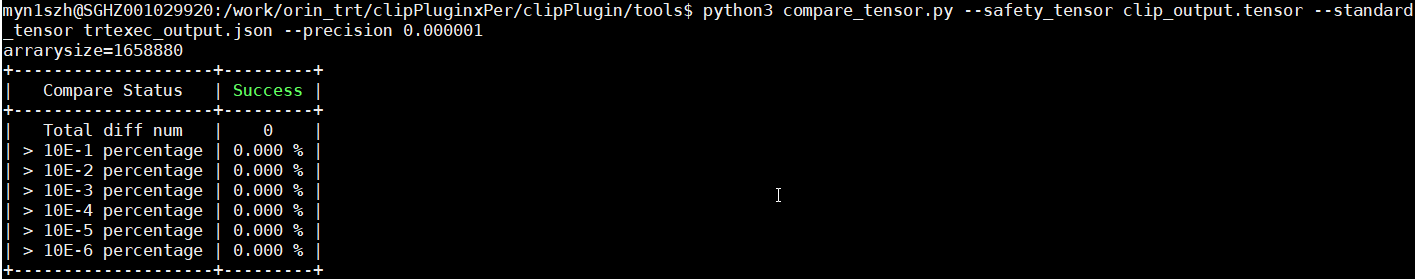 myn1szh@SGHZ001029920:/work/orin_trt/clipPluginxPer/clipPlugin/tools$ python3 compare_tensor.py --safety_tensor clip_output.tensor --standard
_tensor trtexec_output.json --precision 0.000001
arrarysize=1658880
+--------------------+---------+
|   Compare Status   | Success |
+--------------------+---------+
|   Total diff num   |    0    |
| > 10E-1 percentage | 0.000 % |
| > 10E-2 percentage | 0.000 % |
| > 10E-3 percentage | 0.000 % |
| > 10E-4 percentage | 0.000 % |
| > 10E-5 percentage | 0.000 % |
| > 10E-6 percentage | 0.000 % |
+--------------------+---------+